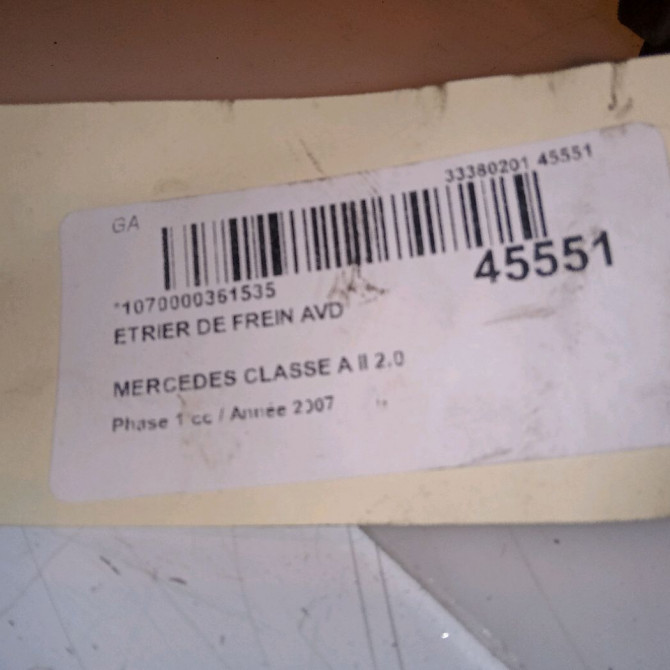 GA
33380201 45551
45551
*1070000361535
ETRIER DE FREIN AVD
MERCEDES CLASSE A II 2.0
Phase 1 cc / Année 2007